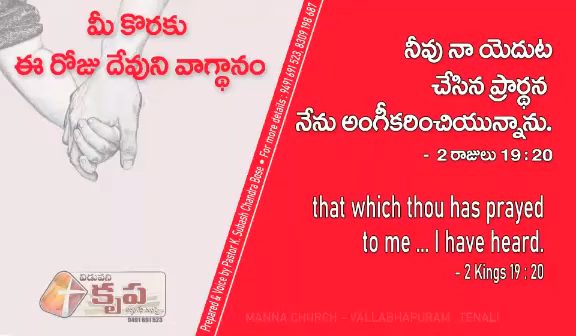 మీ కొరకు
ఈ రోజు దేవుని వాగ్ధానం
నీవు నా యెదుట
చేసిన ప్రార్థన
నేను అంగీకరించియున్నాను.
- 2 రాజులు 19 : 20
that which thou has prayed
to me ... I have heard.
- 2 Kings 19 : 20
Prepared & Voice by Pastor K. Subash Chandra Bose • For more details : 9491 691 523, 8309 198 687
విడువని
కృప
9491 691 523
MANNA CHURCH - VALLABHAPURAM, TENALI